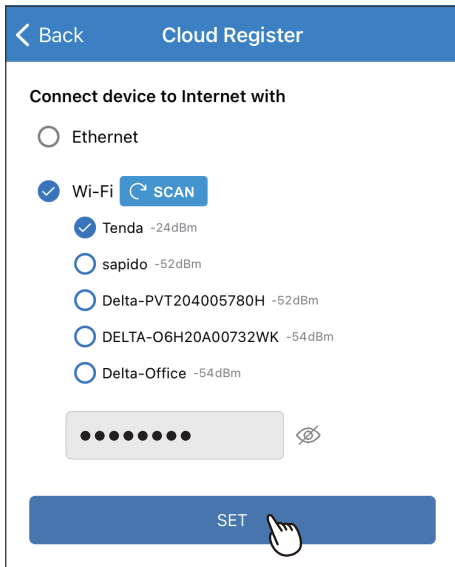 Back Cloud Register
Connect device to Internet with
Ethernet
Wi-Fi SCAN
Tenda -24dBm
sapido -52dBm
Delta-PVT204005780H -52dBm
DELTA-O6H20A00732WK -54dBm
Delta-Office -54dBm
●●●●●●●●
SET